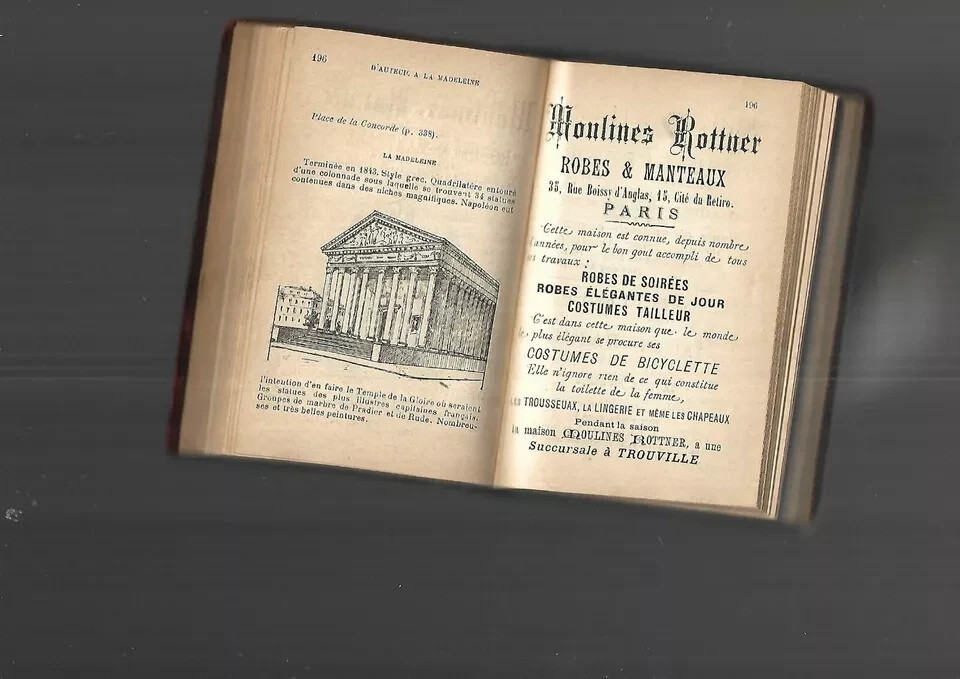 196
D'AUTEUIL A LA MADELEINE
Place de la Concorde (p. 338).
LA MADELEINE
Terminée en 1843. Style grec. Quadrilatère entouré
d'une colonnade sous laquelle se trouvent 34 statues
contenues dans des niches magnifiques. Napoléon eut
l'intention d'en faire le Temple de la Gloire où seraient
les statues des plus illustres capitaines français.
Groupes de marbre de Pradier et de Rude. Nombreu-
ses et très belles peintures.
196
Moulines Rottner
ROBES & MANTEAUX
35, Rue Boissy d'Anglas, 15, Cité du Retiro.
PARIS
Cette maison est connue, depuis nombre
d'années, pour le bon gout accompli de tous
travaux :
ROBES DE SOIRÉES
ROBES ÉLÉGANTES DE JOUR
COSTUMES TAILLEUR
C'est dans cette maison que le monde
le plus élégant se procure ses
COSTUMES DE BICYCLETTE
Elle n'ignore rien de ce qui constitue
la toilette de la femme,
TROUSSEUAX, LA LINGERIE ET MÊME LES CHAPEAUX
Pendant la saison
la maison MOULINES ROTTNER, a une
Succursale à TROUVILLE